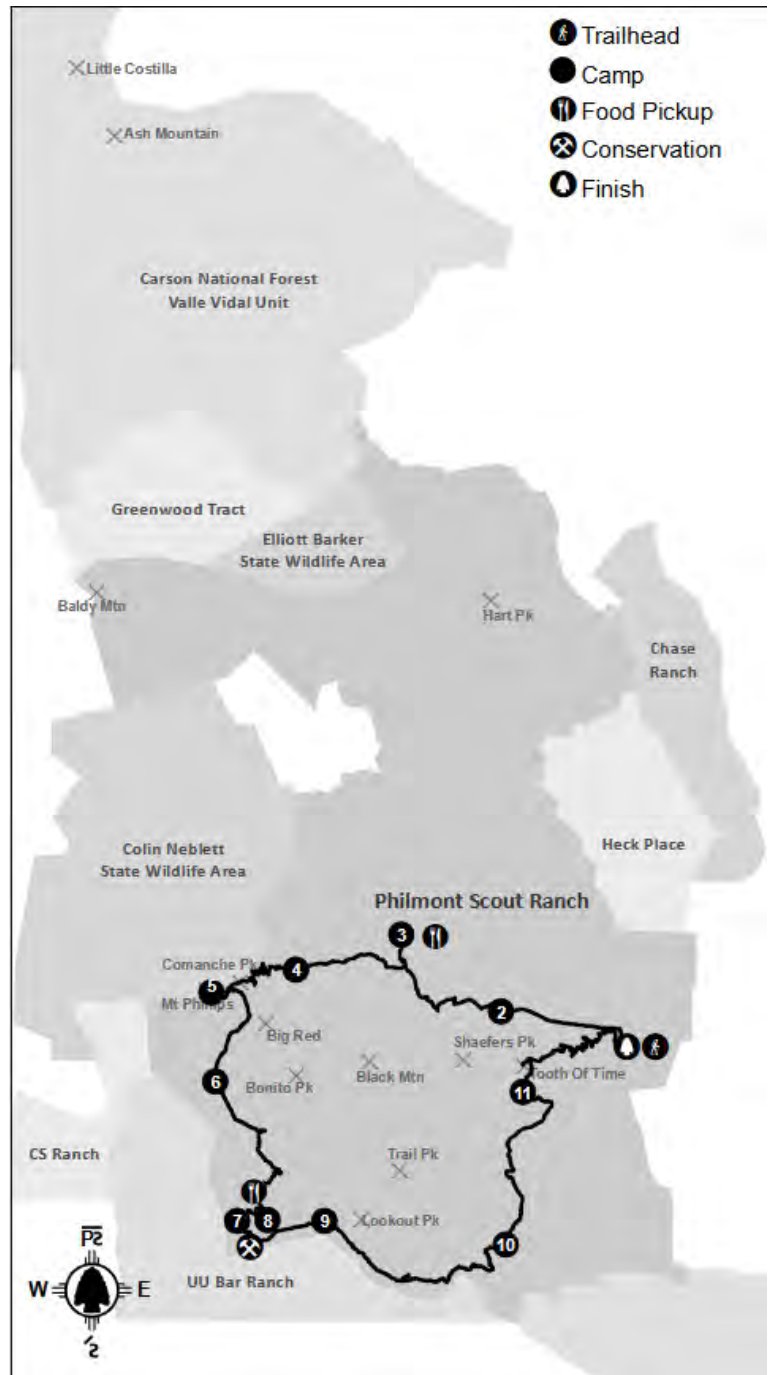 Trailhead
Camp
Food Pickup
Conservation
Finish
Little Costilla
Ash Mountain
Carson National Forest
Valle Vidal Unit
Greenwood Tract
Elliott Barker
State Wildlife Area
Baldy Mtn
Hart Pk
Chase
Ranch
Colin Neblett
State Wildlife Area
Heck Place
Philmont Scout Ranch
3
Comanche Pk
4
5
Mt Phillips
2
Big Red
Shaefers Pk
6
Bonito Pk
Black Mtn
Tooth Of Time
11
CS Ranch
Trail Pk
7
8
9
Lookout Pk
10
UU Bar Ranch
W
E